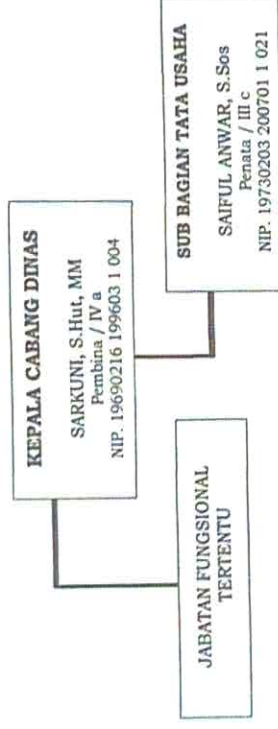 KEPALA CABANG DINAS
SARKUNI, S.Hut, MM
Pembina / IV a
NIP. 19690216 199603 1 004
JABATAN FUNGSIONAL
TERTENTU
SUB BAGIAN TATA USAHA
SAIFUL ANWAR, S.Sos
Penata / III c
NIP. 19730203 200701 1 021